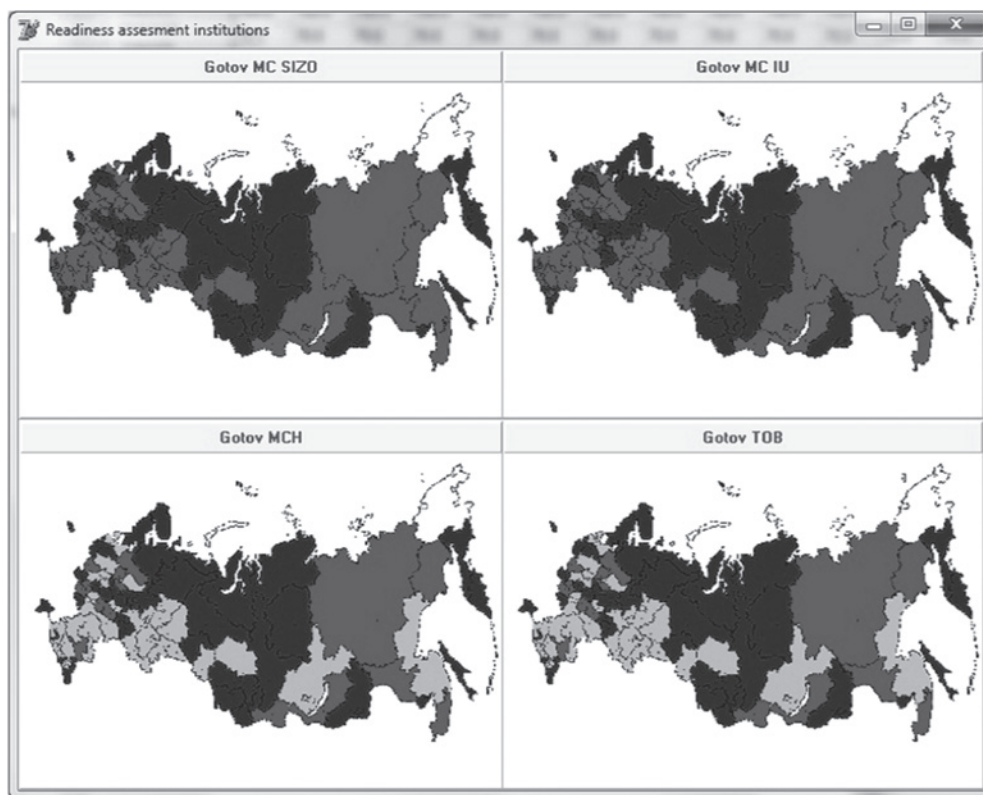 Readiness assesment institutions
Gotov MC SIZO
Gotov MC IU
Gotov MCH
Gotov TOB